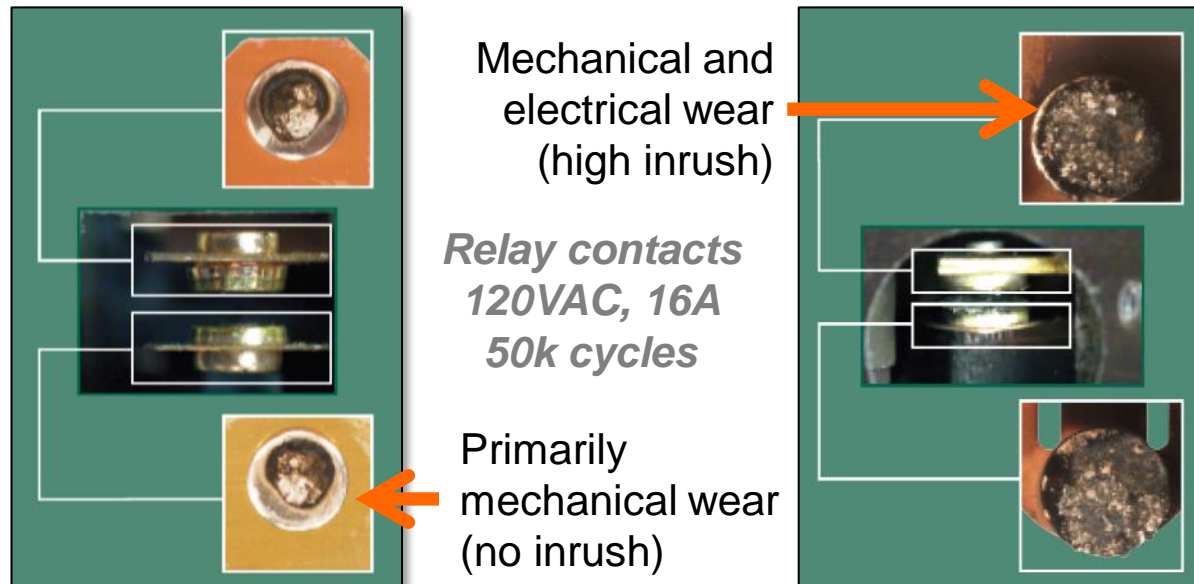 Mechanical and
electrical wear
(high inrush)
Relay contacts
120VAC, 16A
50k cycles
Primarily
mechanical wear
(no inrush)